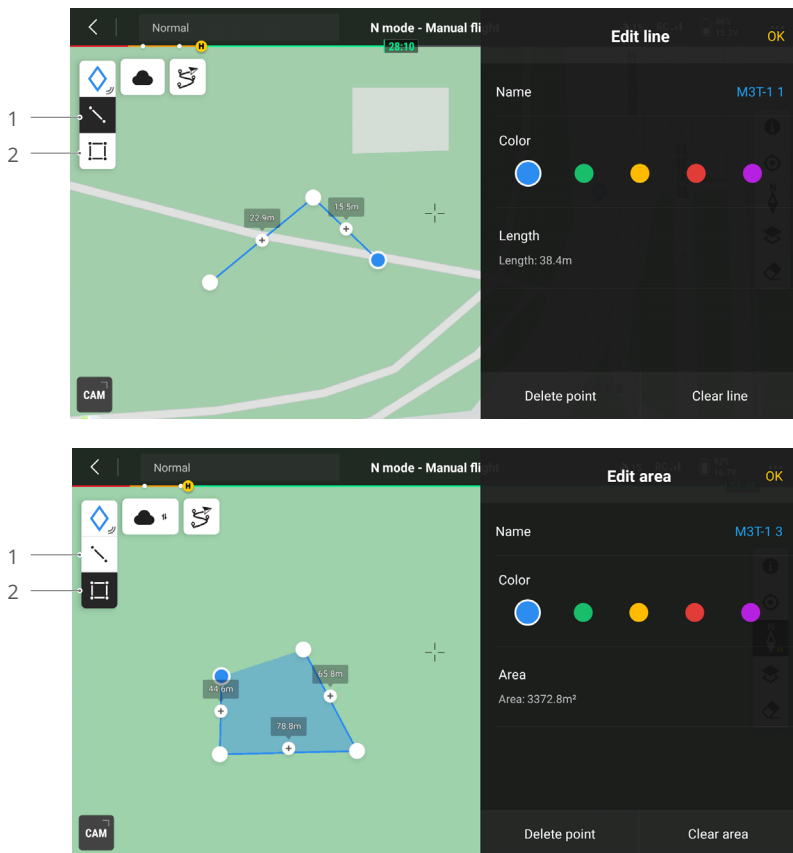 Normal
N mode - Manual fli
Edit line
OK
H
28:10
1
2
Name
M3T-1 1
Color
22.9m
15.5m
N
Length
Length: 38.4m
CAM
Delete point
Clear line
Normal
N mode - Manual fli
Edit area
OK
H
1
2
Name
M3T-1 3
Color
N
44.6m
65.8m
Area
Area: 3372.8m²
78.8m
CAM
Delete point
Clear area